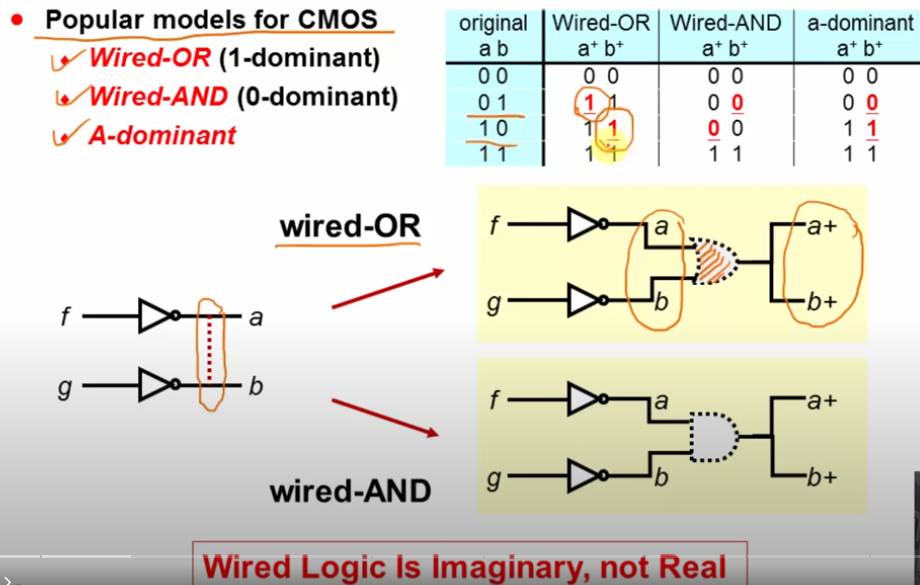 Popular models for CMOS
Wired-OR (1-dominant)
Wired-AND (0-dominant)
A-dominant
original Wired-OR Wired-AND a-dominant
a b a+ b+ a+ b+ a+ b+
0 0 0 0 0 0 0 0
0 1 1 1 0 0 0 0
1 0 1 1 0 0 1 1
1 1 1 1 1 1 1 1
wired-OR
f a a+
g b b+
f a
g b
f a a+
g b b+
wired-AND
Wired Logic Is Imaginary, not Real